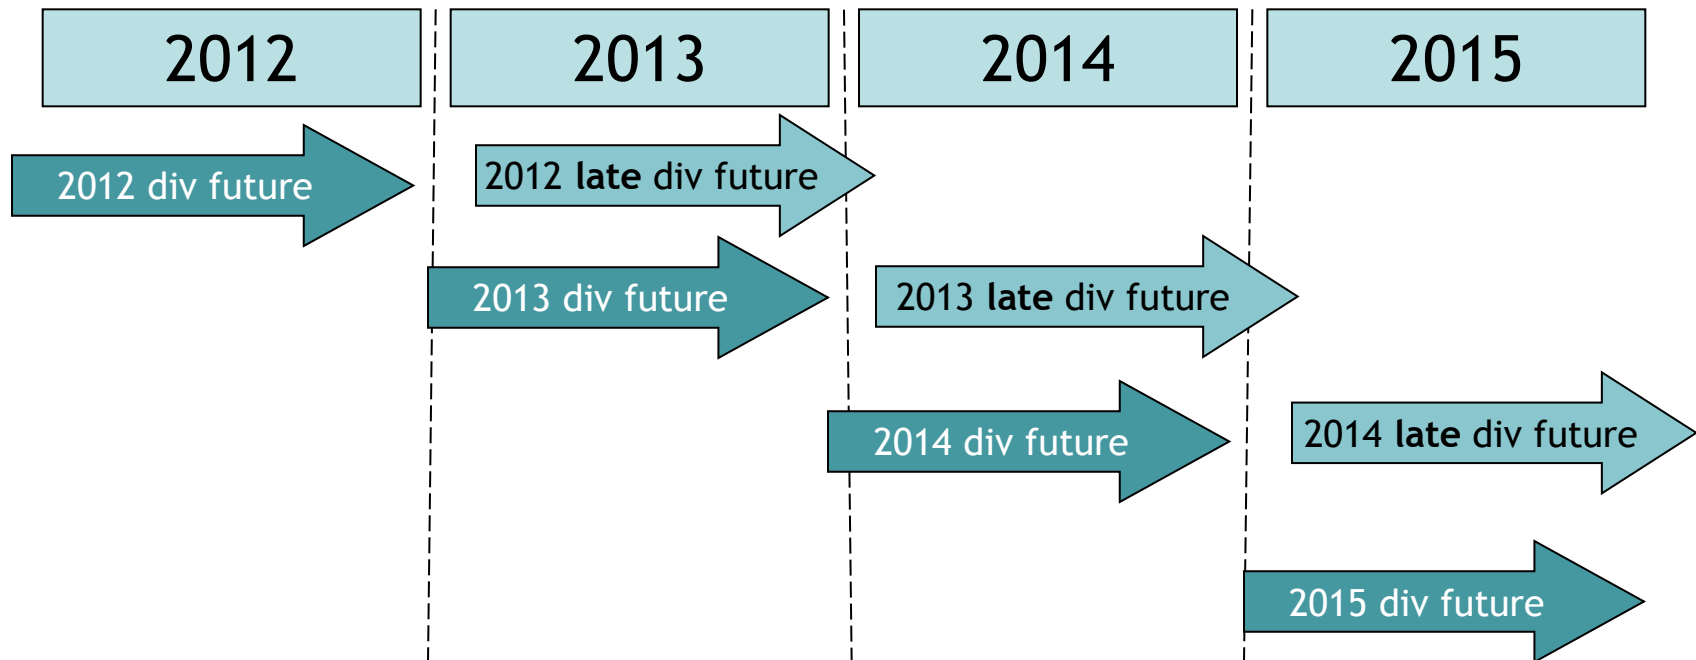 2012
2013
2014
2015
2012 div future
2012 late div future
2013 div future
2013 late div future
2014 div future
2014 late div future
2015 div future